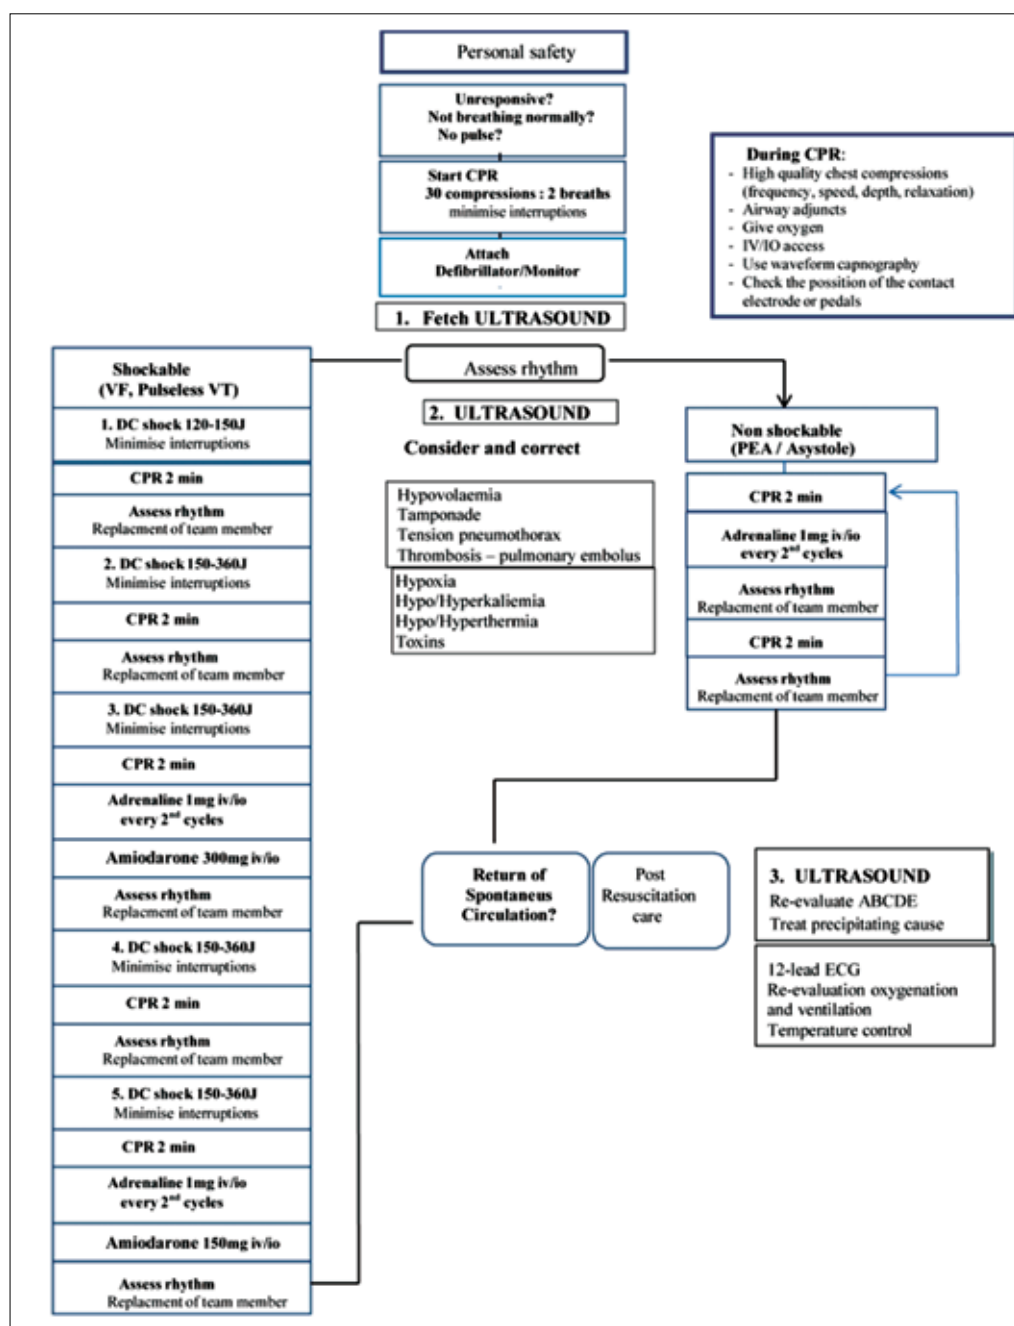 Personal safety
Unresponsive?
Not breathing normally?
No pulse?
Start CPR
30 compressions : 2 breaths
minimise interruptions
Attach
Defibrillator/Monitor
1. Fetch ULTRASOUND
During CPR:
- High quality chest compressions
(frequency, speed, depth, relaxation)
- Airway adjuncts
- Give oxygen
- IV/IO access
- Use waveform capnography
- Check the possition of the contact
electrode or pedals
Assess rhythm
2. ULTRASOUND
Consider and correct
Hypovolaemia
Tamponade
Tension pneumothorax
Thrombosis – pulmonary embolus
Hypoxia
Hypo/Hyperkaliemia
Hypo/Hyperthermia
Toxins
Shockable
(VF, Pulseless VT)
1. DC shock 120-150J
Minimise interruptions
CPR 2 min
Assess rhythm
Replacment of team member
2. DC shock 150-360J
Minimise interruptions
CPR 2 min
Assess rhythm
Replacment of team member
3. DC shock 150-360J
Minimise interruptions
CPR 2 min
Adrenaline 1mg iv/io
every 2nd cycles
Amiodarone 300mg iv/io
Assess rhythm
Replacment of team member
4. DC shock 150-360J
Minimise interruptions
CPR 2 min
Assess rhythm
Replacment of team member
5. DC shock 150-360J
Minimise interruptions
CPR 2 min
Adrenaline 1mg iv/io
every 2nd cycles
Amiodarone 150mg iv/io
Assess rhythm
Replacment of team member
Non shockable
(PEA / Asystole)
CPR 2 min
Adrenaline 1mg iv/io
every 2nd cycles
Assess rhythm
Replacment of team member
CPR 2 min
Assess rhythm
Replacment of team member
Return of
Spontaneus
Circulation?
Post
Resuscitation
care
3. ULTRASOUND
Re-evaluate ABCDE
Treat precipitating cause
12-lead ECG
Re-evaluation oxygenation
and ventilation
Temperature control